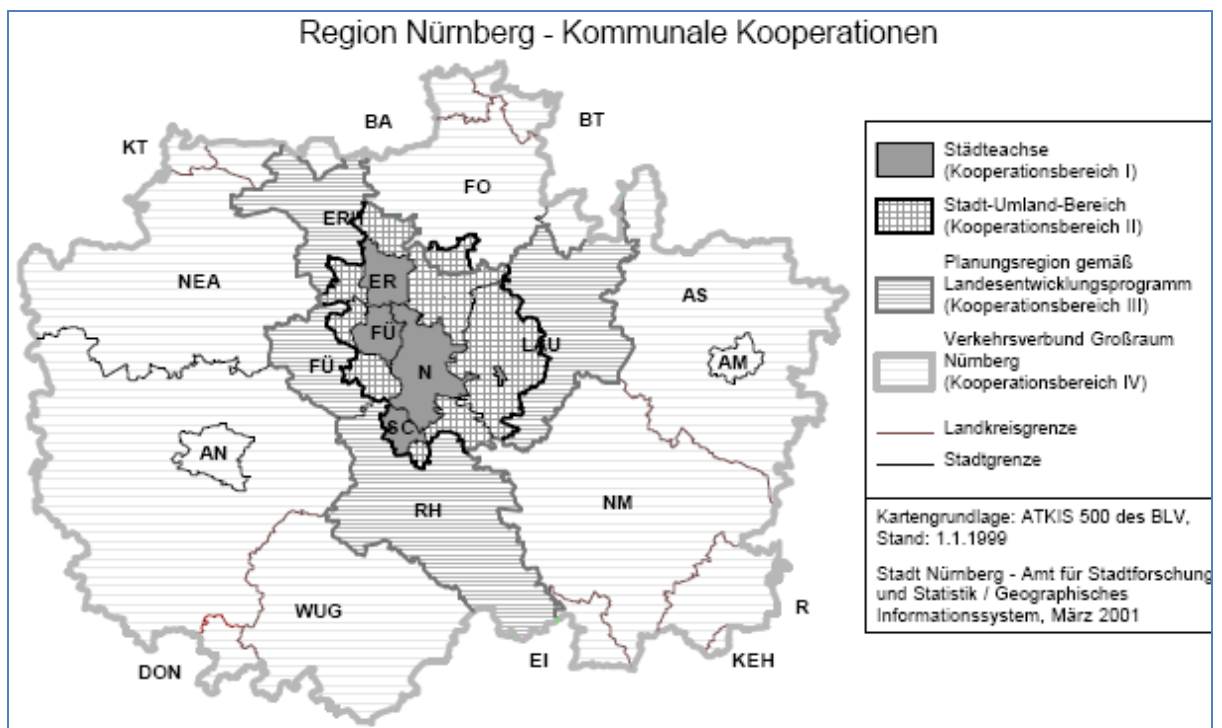 Region Nürnberg - Kommunale Kooperationen
BA
BT
KT
FO
ERH
NEA
ER
AS
FÜ
LAU
AM
FÜ
N
SC
AN
RH
NM
WUG
R
DON
EI
KEH
Städteachse
(Kooperationsbereich I)
Stadt-Umland-Bereich
(Kooperationsbereich II)
Planungsregion gemäß
Landesentwicklungsprogramm
(Kooperationsbereich III)
Verkehrsverbund Großraum
Nürnberg
(Kooperationsbereich IV)
Landkreisgrenze
Stadtgrenze
Kartengrundlage: ATKIS 500 des BLV,
Stand: 1.1.1999
Stadt Nürnberg - Amt für Stadtforschung
und Statistik / Geographisches
Informationssystem, März 2001